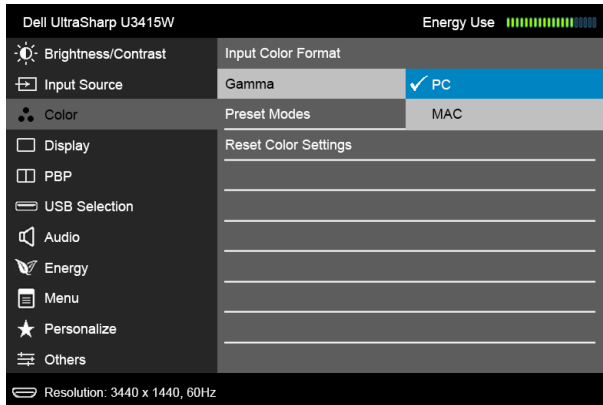 Dell UltraSharp U3415W
Energy Use
Brightness/Contrast
Input Color Format
Input Source
Gamma
PC
Color
Preset Modes
MAC
Display
Reset Color Settings
PBP
USB Selection
Audio
Energy
Menu
Personalize
Others
Resolution: 3440 x 1440, 60Hz